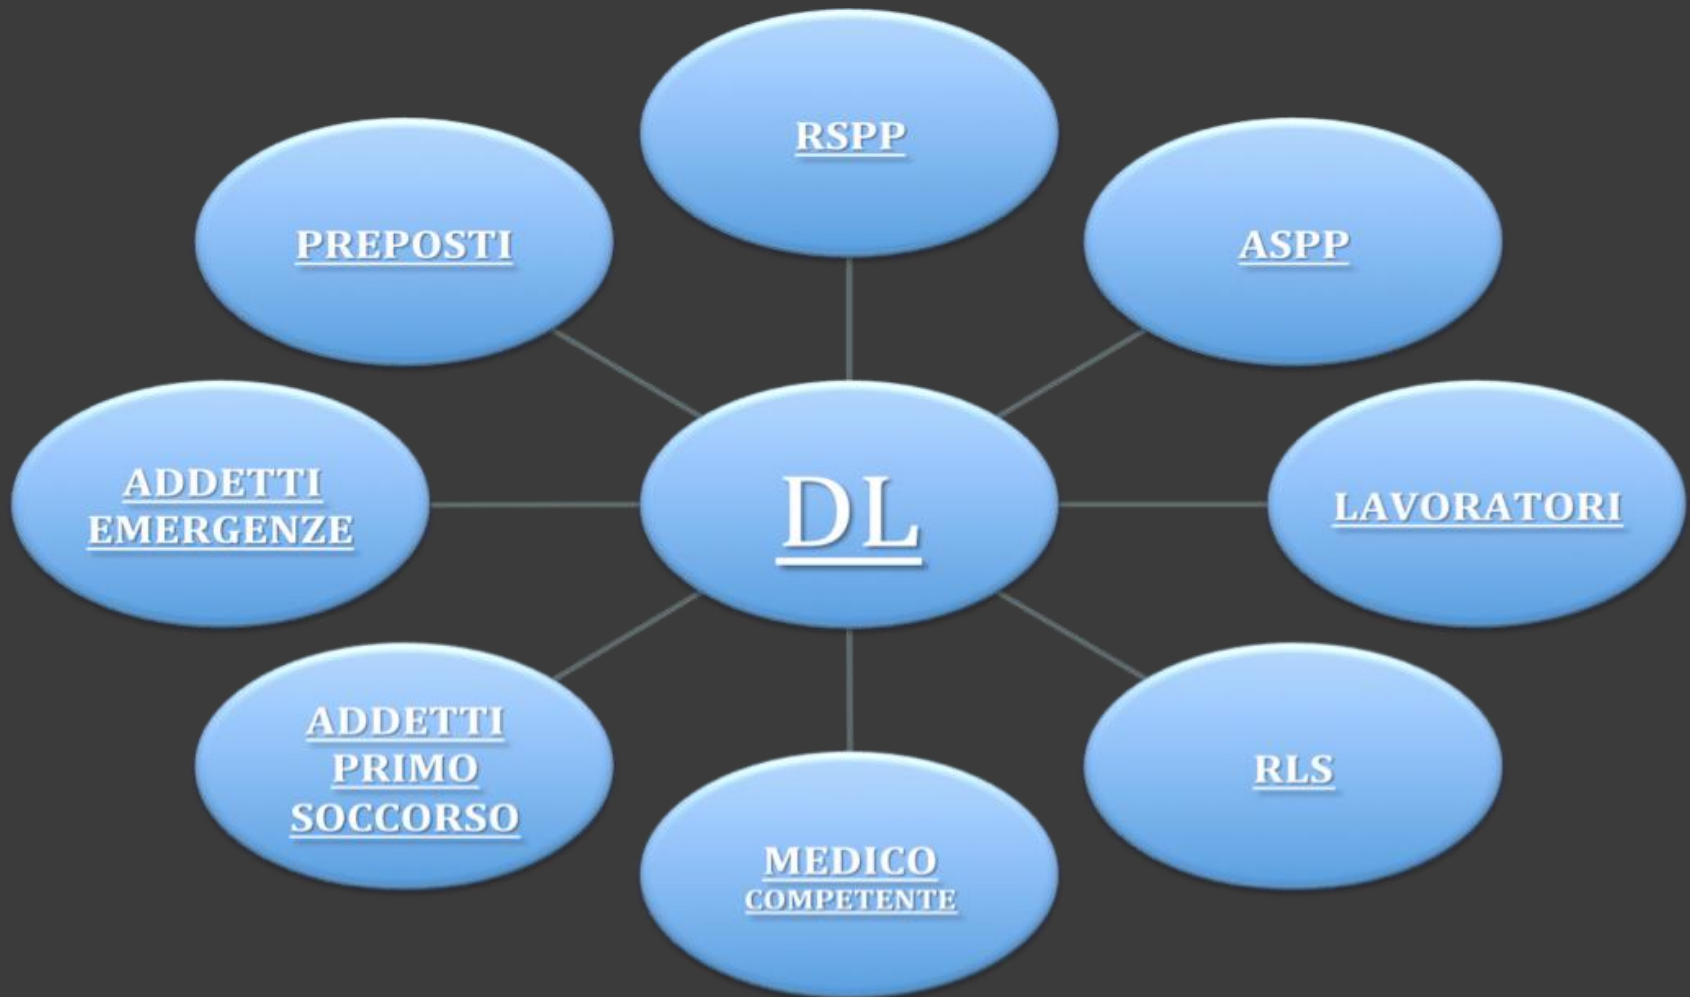 RSPP
ASPP
LAVORATORI
RLS
MEDICO
COMPETENTE
ADDETTI
PRIMO
SOCCORSO
ADDETTI
EMERGENZE
PREPOSTI
DL